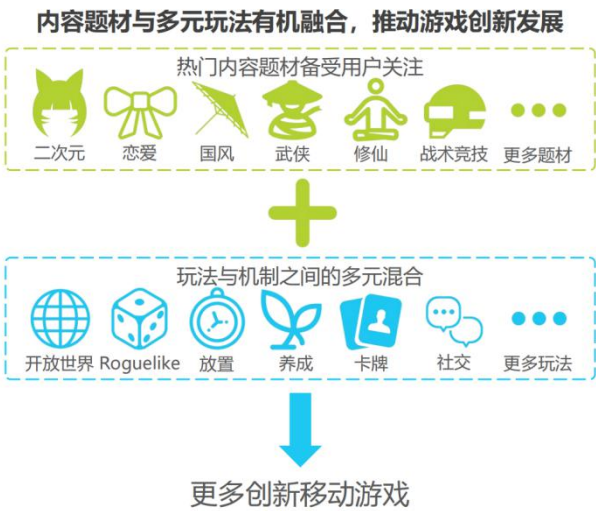 内容题材与多元玩法有机融合，推动游戏创新发展
热门内容题材备受用户关注
二次元 恋爱 国风 武侠 修仙 战术竞技 更多题材
玩法与机制之间的多元混合
开放世界 Roguelike 放置 养成 卡牌 社交 更多玩法
更多创新移动游戏